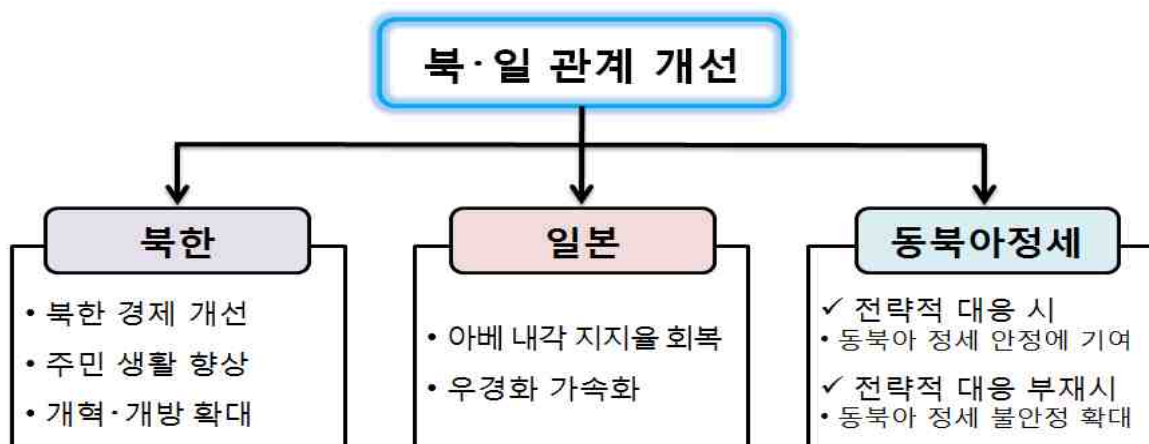 북·일 관계 개선
북한
• 북한 경제 개선
• 주민 생활 향상
• 개혁·개방 확대
일본
• 아베 내각 지지율 회복
• 우경화 가속화
동북아정세
✓ 전략적 대응 시
• 동북아 정세 안정에 기여
✓ 전략적 대응 부재시
• 동북아 정세 불안정 확대